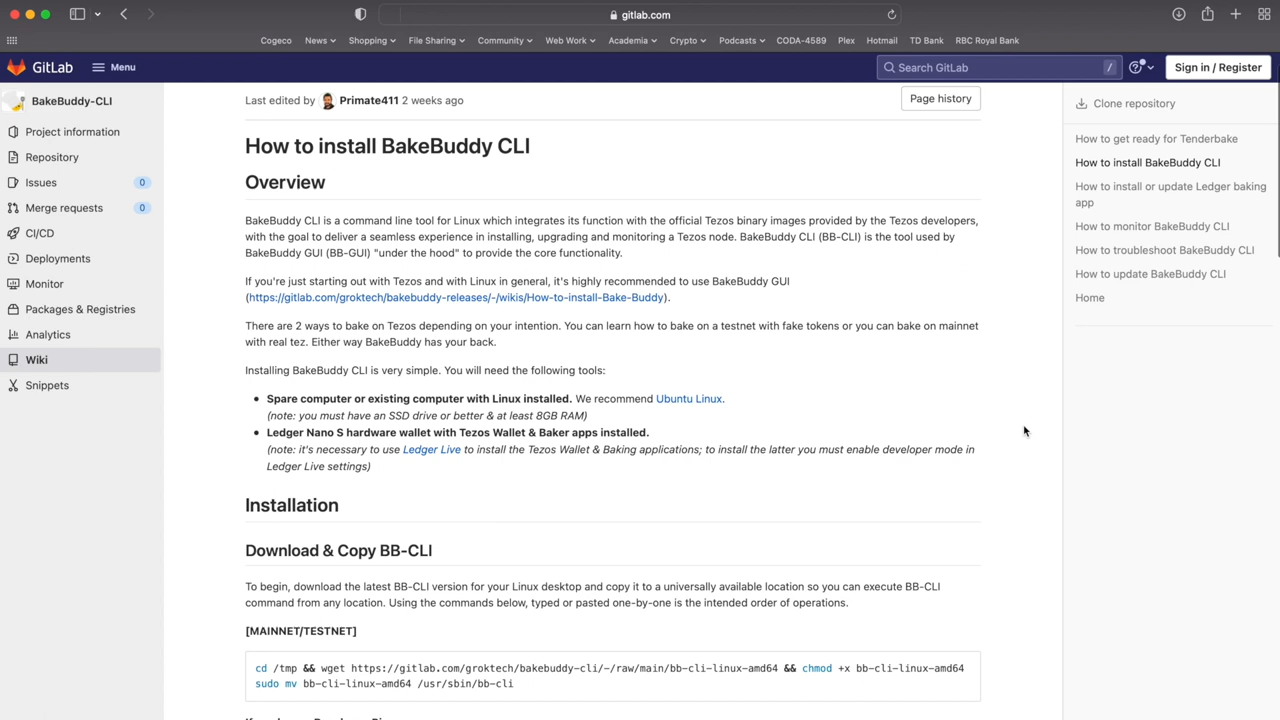 gitlab.com
Cogeco News Shopping File Sharing Community Web Work Academia Crypto Podcasts CODA-4589 Plex Hotmail TD Bank RBC Royal Bank
GitLab Menu Search GitLab / Sign in / Register
BakeBuddy-CLI
Project information
Repository
Issues 0
Merge requests 0
CI/CD
Deployments
Monitor
Packages & Registries
Analytics
Wiki
Snippets
Last edited by Primate411 2 weeks ago
Page history
How to install BakeBuddy CLI
Overview
BakeBuddy CLI is a command line tool for Linux which integrates its function with the official Tezos binary images provided by the Tezos developers,
with the goal to deliver a seamless experience in installing, upgrading and monitoring a Tezos node. BakeBuddy CLI (BB-CLI) is the tool used by
BakeBuddy GUI (BB-GUI) "under the hood" to provide the core functionality.
If you're just starting out with Tezos and with Linux in general, it's highly recommended to use BakeBuddy GUI
(https://gitlab.com/groktech/bakebuddy-releases/-/wikis/How-to-install-Bake-Buddy).
There are 2 ways to bake on Tezos depending on your intention. You can learn how to bake on a testnet with fake tokens or you can bake on mainnet
with real tez. Either way BakeBuddy has your back.
Installing BakeBuddy CLI is very simple. You will need the following tools:
• Spare computer or existing computer with Linux installed. We recommend Ubuntu Linux.
(note: you must have an SSD drive or better & at least 8GB RAM)
• Ledger Nano S hardware wallet with Tezos Wallet & Baker apps installed.
(note: it's necessary to use Ledger Live to install the Tezos Wallet & Baking applications; to install the latter you must enable developer mode in
Ledger Live settings)
Installation
Download & Copy BB-CLI
To begin, download the latest BB-CLI version for your Linux desktop and copy it to a universally available location so you can execute BB-CLI
command from any location. Using the commands below, typed or pasted one-by-one is the intended order of operations.
[MAINNET/TESTNET]
cd /tmp && wget https://gitlab.com/groktech/bakebuddy-cli/-/raw/main/bb-cli-linux-amd64 && chmod +x bb-cli-linux-amd64
sudo mv bb-cli-linux-amd64 /usr/sbin/bb-cli
Clone repository
How to get ready for Tenderbake
How to install BakeBuddy CLI
How to install or update Ledger baking
app
How to monitor BakeBuddy CLI
How to troubleshoot BakeBuddy CLI
How to update BakeBuddy CLI
Home